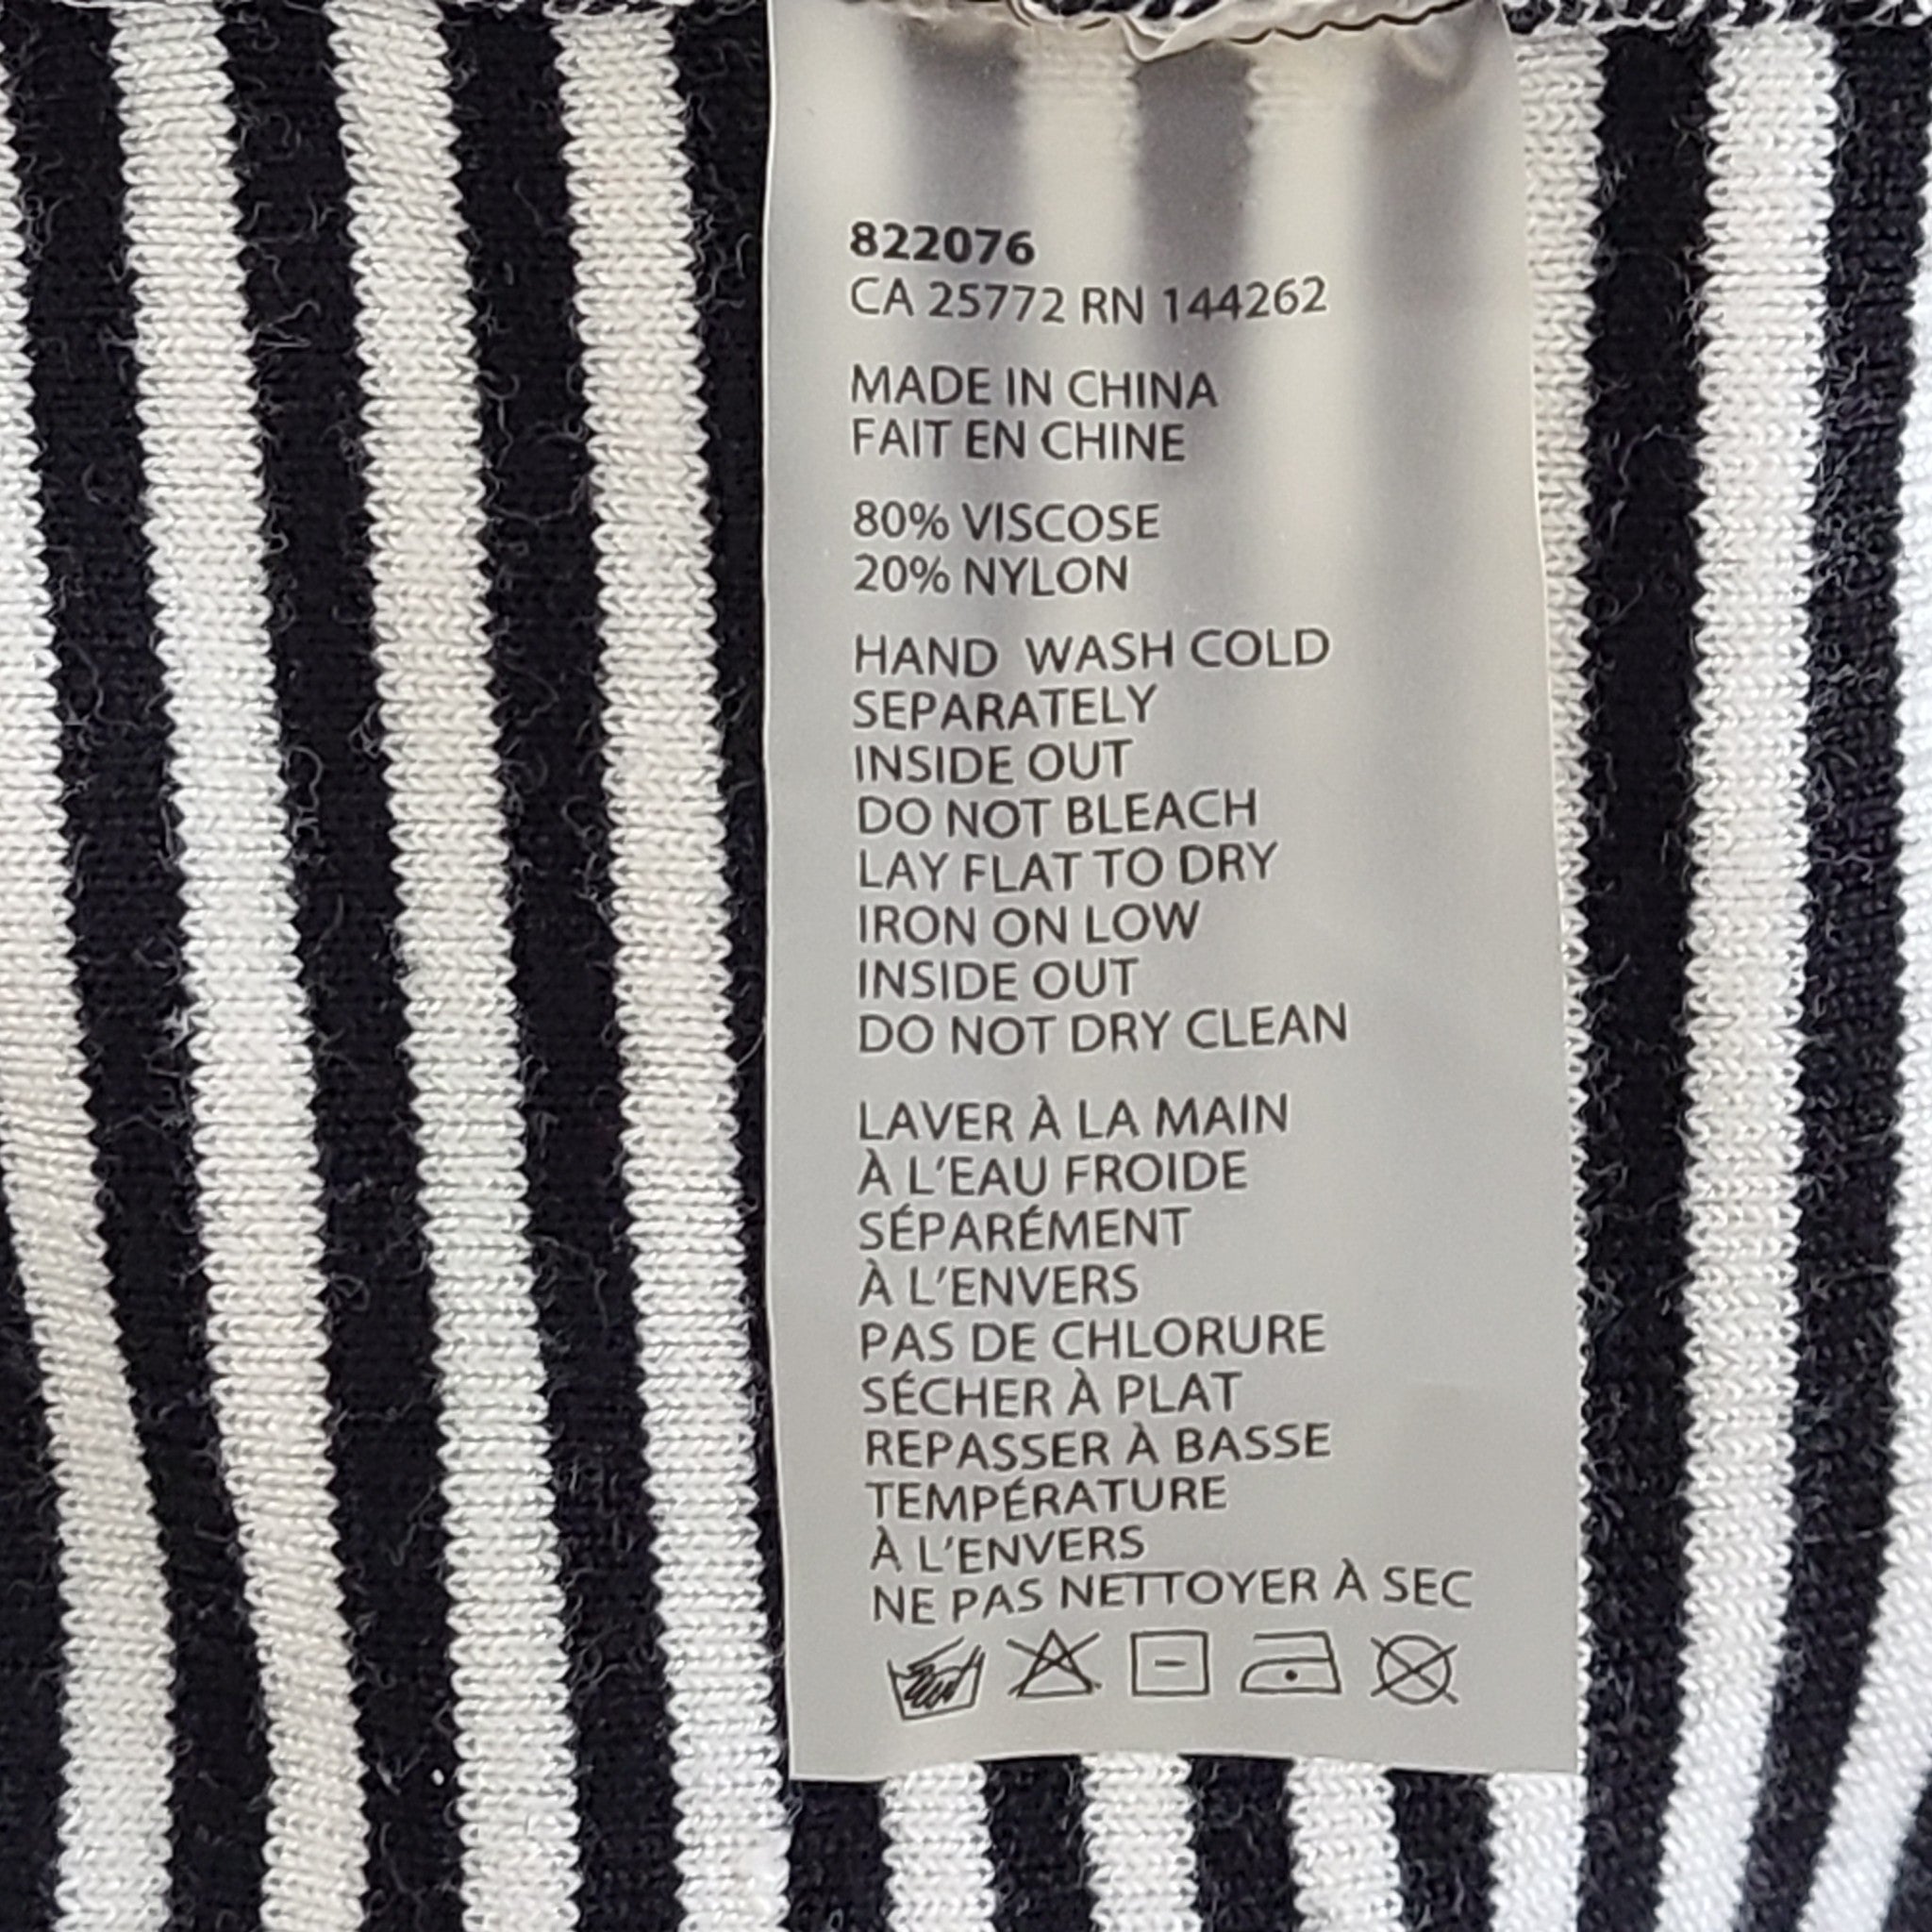 822076
CA 25772 RN 144262
MADE IN CHINA
FAIT EN CHINE
80% VISCOSE
20% NYLON
HAND WASH COLD
SEPARATELY
INSIDE OUT
DO NOT BLEACH
LAY FLAT TO DRY
IRON ON LOW
INSIDE OUT
DO NOT DRY CLEAN
LAVER À LA MAIN
À L'EAU FROIDE
SÉPARÉMENT
À L'ENVERS
PAS DE CHLORURE
SÉCHER À PLAT
REPASSER À BASSE
TEMPÉRATURE
À L'ENVERS
NE PAS NETTOYER À SEC